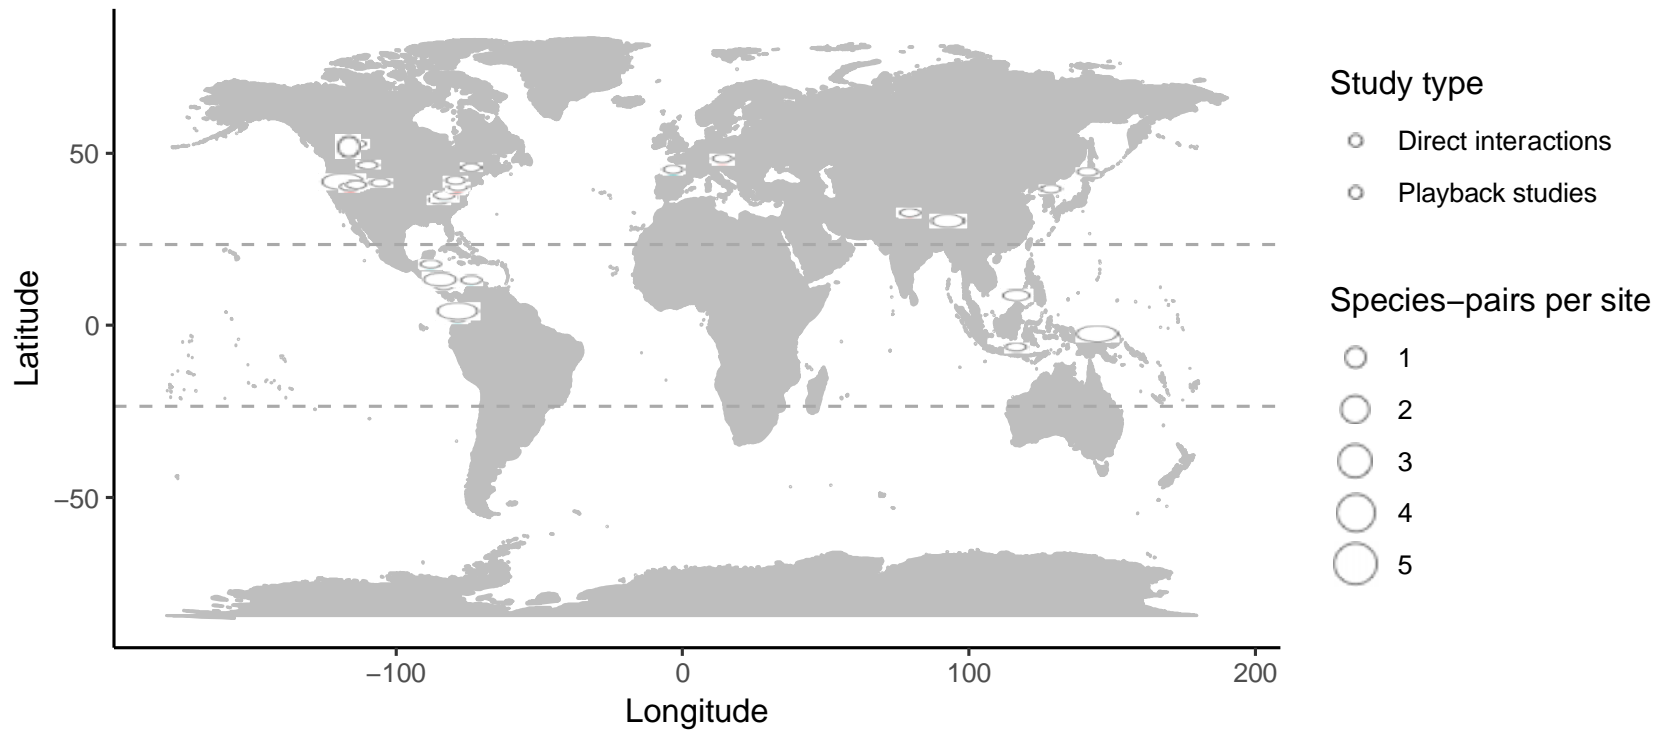 Latitude
50
0
−50
−100
0
100
200
Longitude
Study type
Direct interactions
Playback studies
Species−pairs per site
1
2
3
4
5